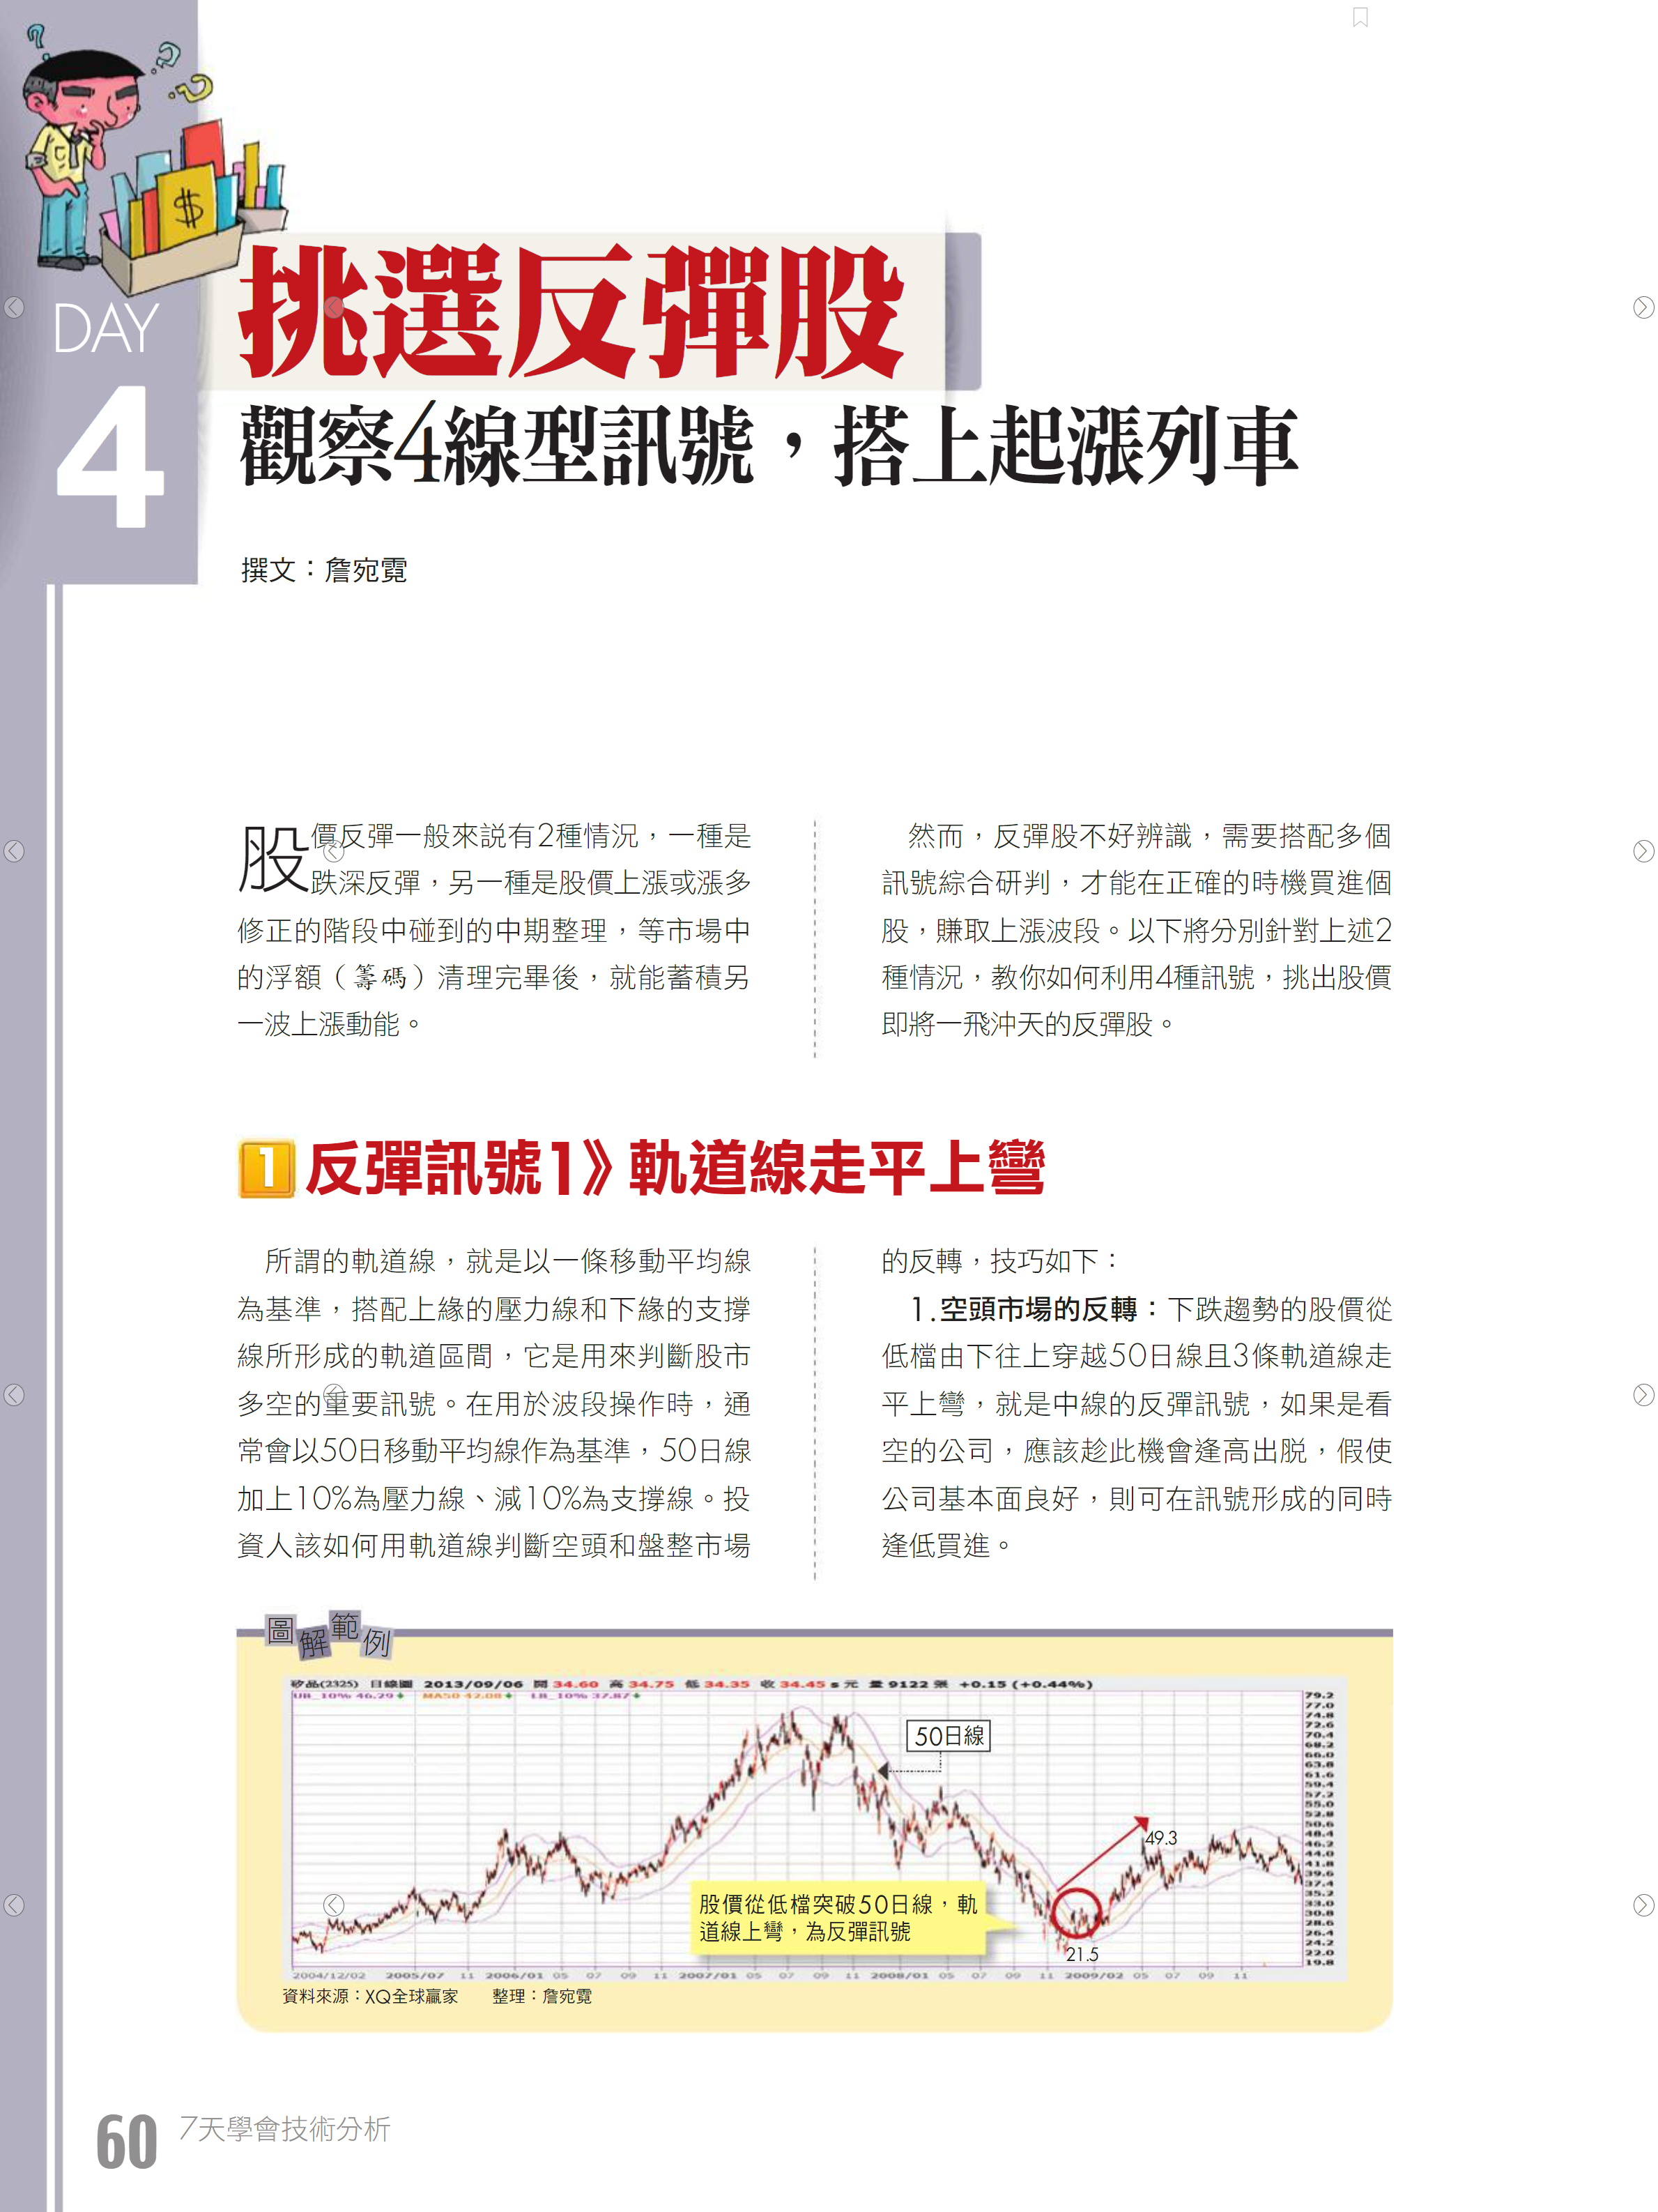 DAY
4
挑選反彈股
觀察4線型訊號，搭上起漲列車
撰文：詹宛霓
股價反彈一般來說有2種情況，一種是
跌深反彈，另一種是股價上漲或漲多
修正的階段中碰到的中期整理，等市場中
的浮額（籌碼）清理完畢後，就能蓄積另
一波上漲動能。
然而，反彈股不好辨識，需要搭配多個
訊號綜合研判，才能在正確的時機買進個
股，賺取上漲波段。以下將分別針對上述2
種情況，教你如何利用4種訊號，挑出股價
即將一飛沖天的反彈股。
1 反彈訊號1》軌道線走平上彎
所謂的軌道線，就是以一條移動平均線
為基準，搭配上緣的壓力線和下緣的支撐
線所形成的軌道區間，它是用來判斷股市
多空的重要訊號。在用於波段操作時，通
常會以50日移動平均線作為基準，50日線
加上10%為壓力線、減10%為支撐線。投
資人該如何用軌道線判斷空頭和盤整市場
的反轉，技巧如下：
1.空頭市場的反轉：下跌趨勢的股價從
低檔由下往上穿越50日線且3條軌道線走
平上彎，就是中線的反彈訊號，如果是看
空的公司，應該趁此機會逢高出脫，假使
公司基本面良好，則可在訊號形成的同時
逢低買進。
圖解範例
矽品(2325) 日線圖 2013/09/06 開 34.60 高 34.75 低 34.35 收 34.45 s 元 量 9122 張 +0.15 (+0.44%)
UB_10% 46.29↓ MA50 42.08↓ LB_10% 37.87↓
79.2
77.0
74.8
72.6
70.4
68.2
66.0
63.8
61.6
59.4
57.2
55.0
52.8
50.6
48.4
46.2
44.0
41.8
39.6
37.4
35.2
33.0
30.8
28.6
26.4
24.2
22.0
19.8
50日線
49.3
股價從低檔突破50日線，軌
道線上彎，為反彈訊號
21.5
2004/12/02 2005/07 11 2006/01 05 07 09 11 2007/01 05 07 09 11 2008/01 05 07 09 11 2009/02 05 07 09 11
資料來源：XQ全球贏家 整理：詹宛霓
60 7天學會技術分析